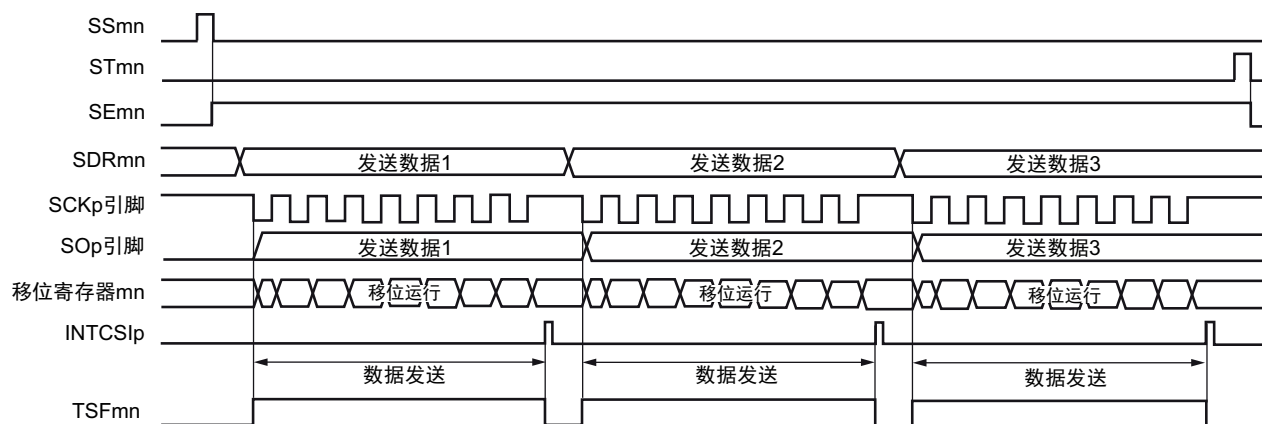 SSmn
STmn
SEmn
SDRmn 发送数据1 发送数据2 发送数据3
SCKp引脚
SOp引脚 发送数据1 发送数据2 发送数据3
移位寄存器mn 移位运行 移位运行 移位运行
INTCSIp
数据发送 数据发送 数据发送
TSFmn